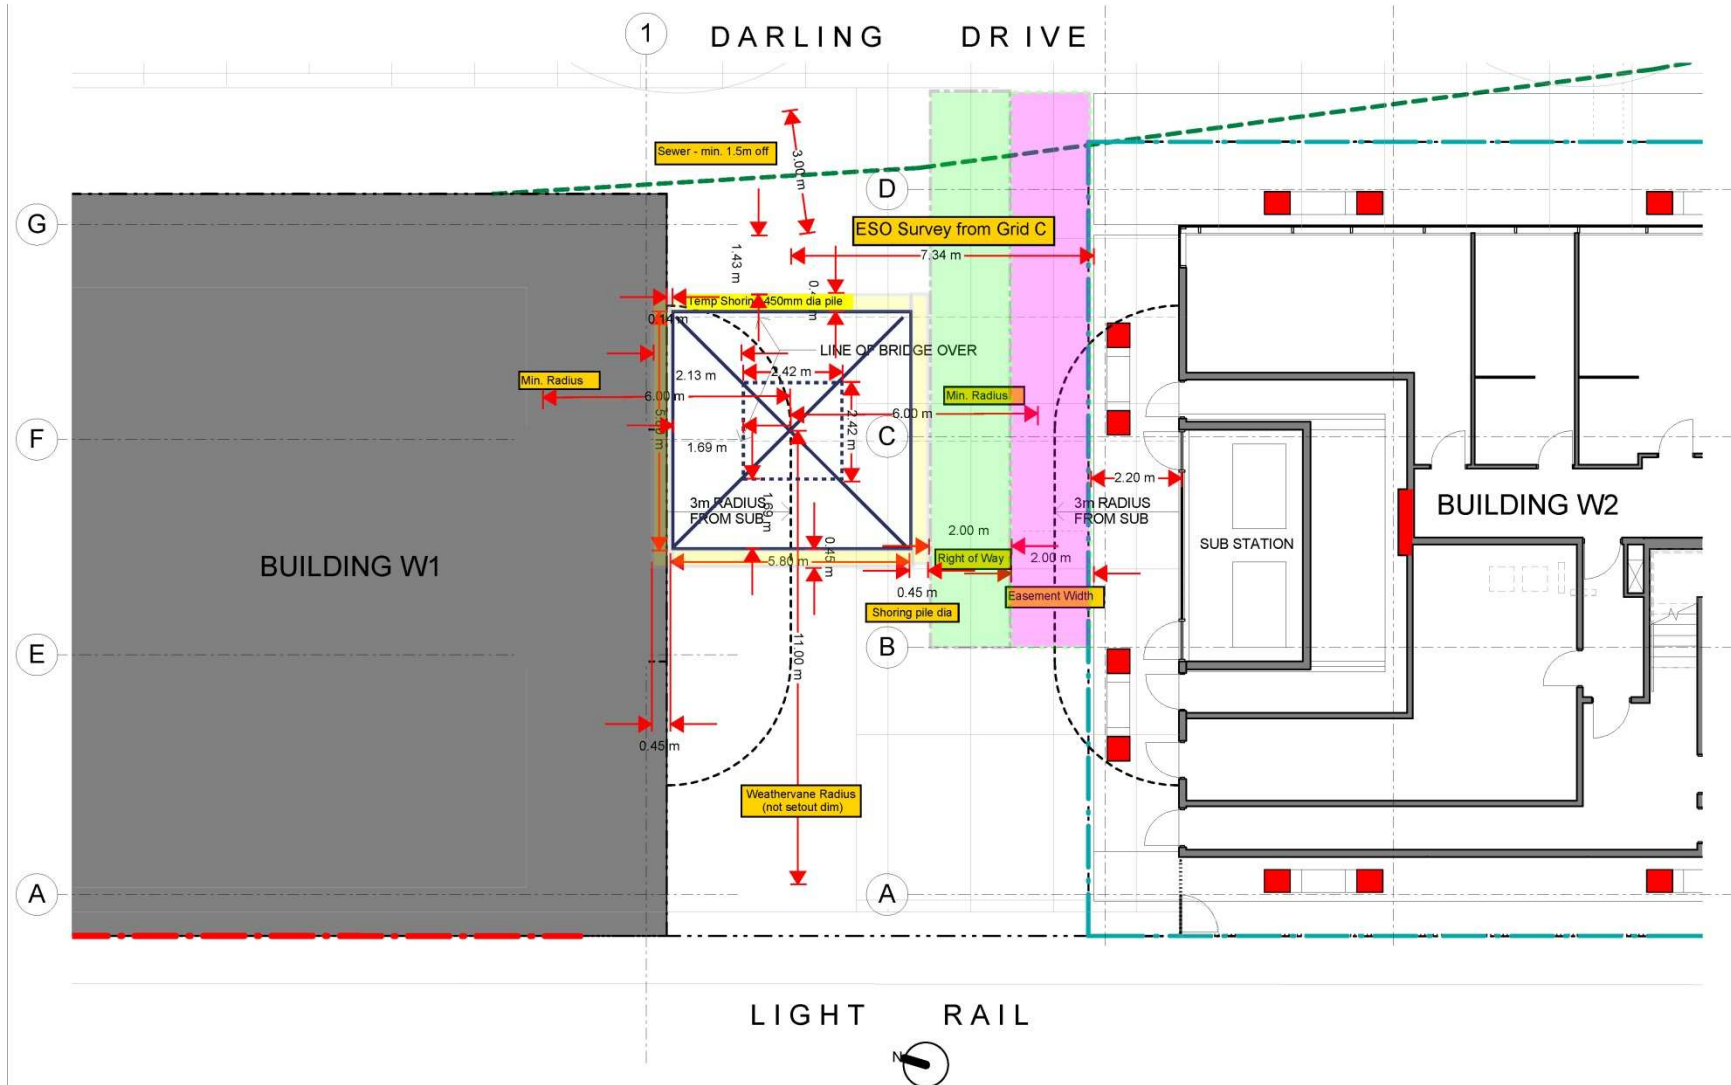 1
DARLING DRIVE
Sewer - min. 1.5m off
3.00 m
D
G
ESO Survey from Grid C
7.34 m
1.43 m
Temp Shoring 450mm dia pile
0.14 m
LINE OF BRIDGE OVER
2.13 m
2.42 m
Min. Radius
6.00 m
Min. Radius
6.00 m
2.42 m
F
C
1.69 m
2.20 m
3m RADIUS
FROM SUB
1.69 m
3m RADIUS
FROM SUB
BUILDING W2
2.00 m
SUB STATION
0.45 m
5.80 m
Right of Way
2.00 m
BUILDING W1
0.45 m
Easement Width
Shoring pile dia
11.00 m
E
B
0.45 m
Weathervane Radius
(not setout dim)
A
A
LIGHT RAIL
N